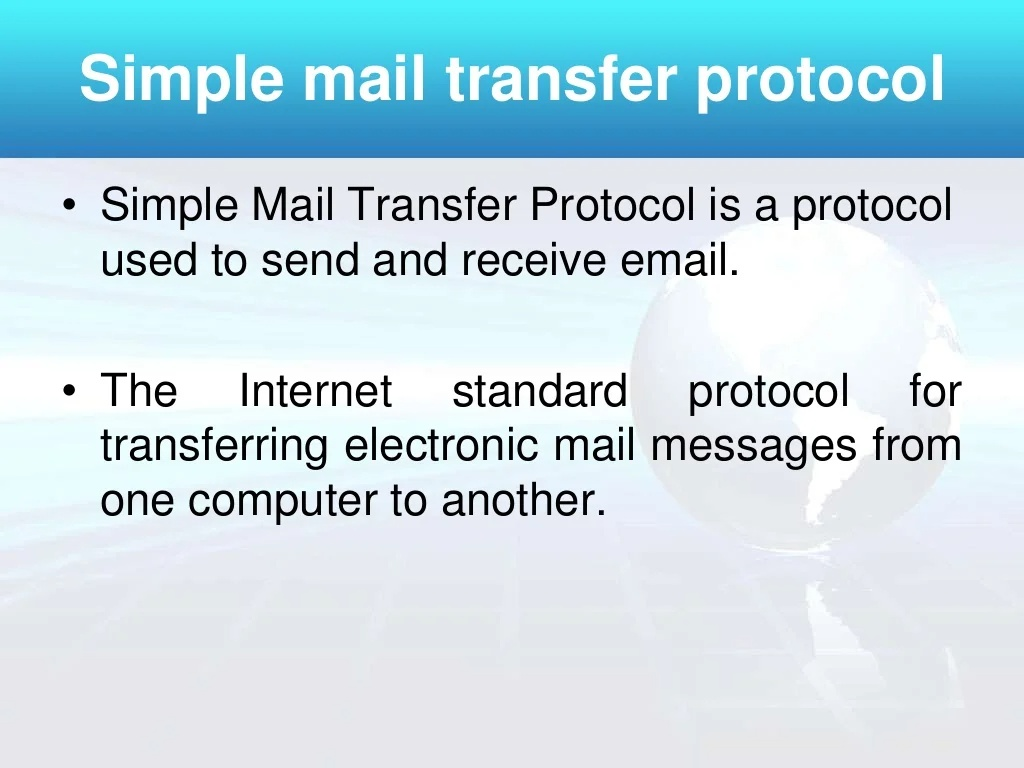 Simple mail transfer protocol
• Simple Mail Transfer Protocol is a protocol
used to send and receive email.
• The Internet standard protocol for
transferring electronic mail messages from
one computer to another.